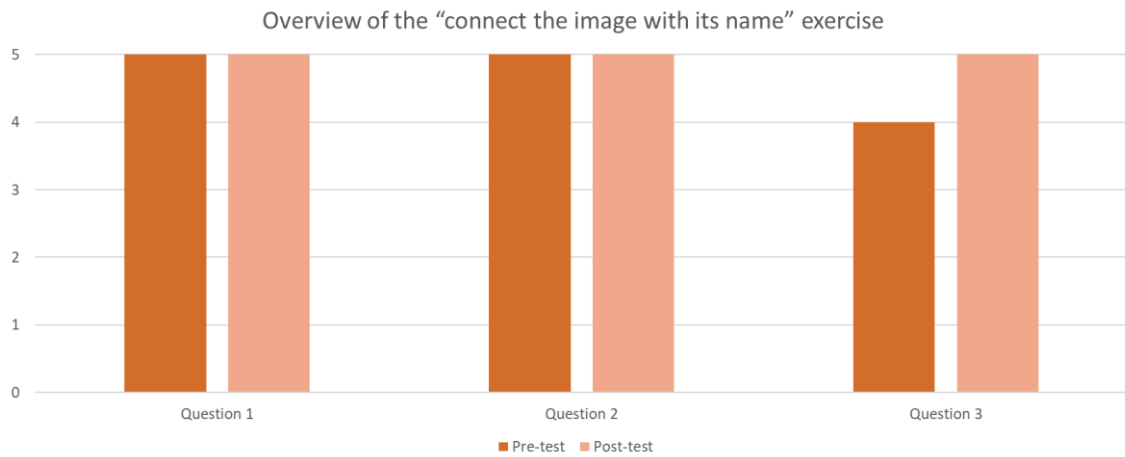 Overview of the “connect the image with its name” exercise
5
4
3
2
1
0
Question 1 Question 2 Question 3
Pre-test Post-test